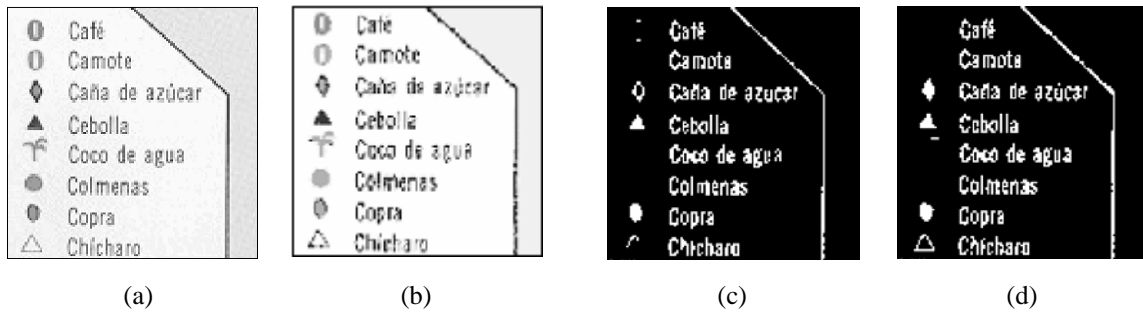 Café
Camote
Caña de azúcar
Cebolla
Coco de agua
Colmenas
Copra
Chícharo
(a)
Café
Camote
Caña de azúcar
Cebolla
Coco de agua
Colmenas
Copra
Chícharo
(b)
Café
Camote
Caña de azucar
Cebolla
Coco de agua
Colmenas
Copra
Chícharo
(c)
Café
Camote
Caña de azúcar
Cebolla
Coco de agua
Colmenas
Copra
Chícharo
(d)